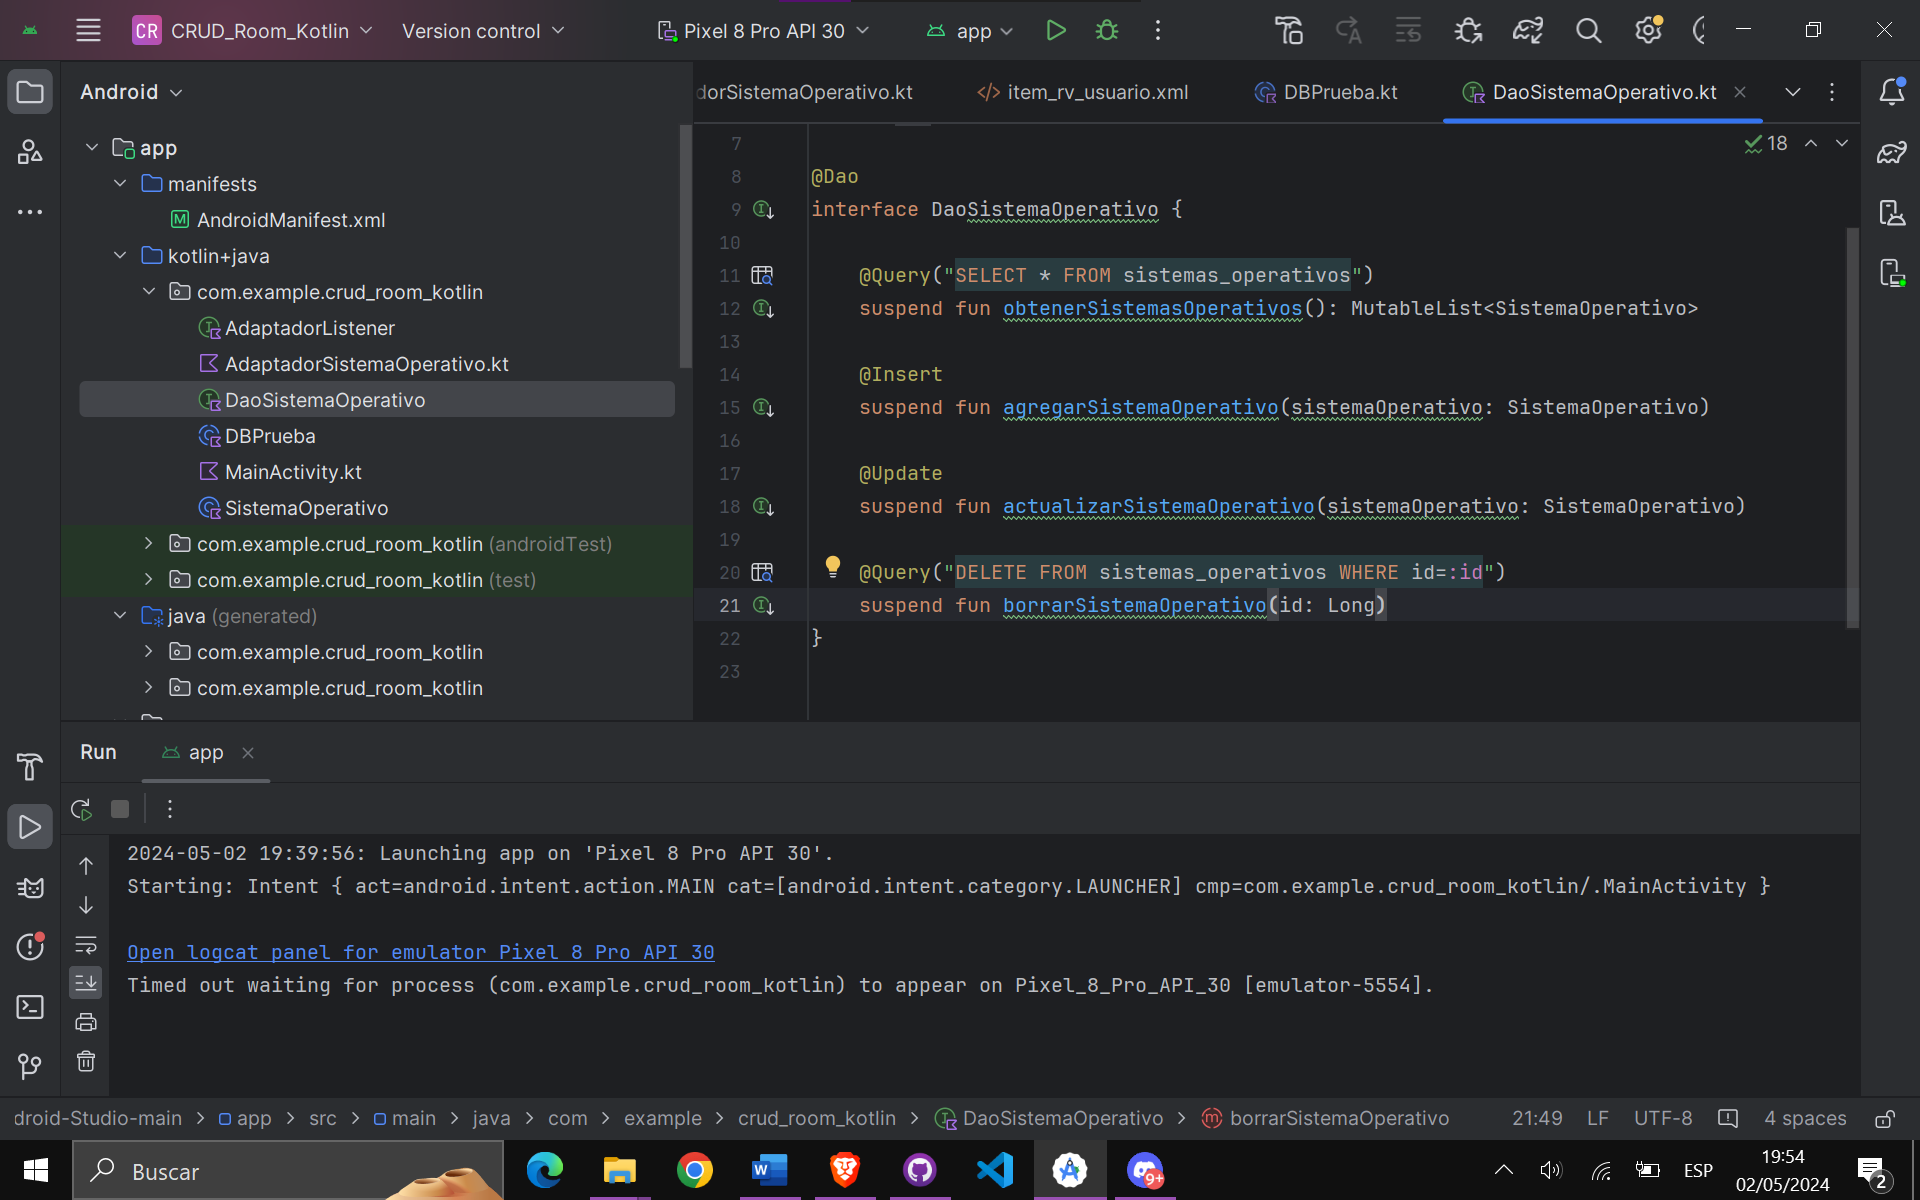 CR CRUD_Room_Kotlin Version control Pixel 8 Pro API 30 app
Android
app
manifests
AndroidManifest.xml
kotlin+java
com.example.crud_room_kotlin
AdaptadorListener
AdaptadorSistemaOperativo.kt
DaoSistemaOperativo
DBPrueba
MainActivity.kt
SistemaOperativo
com.example.crud_room_kotlin (androidTest)
com.example.crud_room_kotlin (test)
java (generated)
com.example.crud_room_kotlin
com.example.crud_room_kotlin
dorSistemaOperativo.kt item_rv_usuario.xml DBPrueba.kt DaoSistemaOperativo.kt
18
7
8 @Dao
9 interface DaoSistemaOperativo {
10
11 @Query("SELECT * FROM sistemas_operativos")
12 suspend fun obtenerSistemasOperativos(): MutableList<SistemaOperativo>
13
14 @Insert
15 suspend fun agregarSistemaOperativo(sistemaOperativo: SistemaOperativo)
16
17 @Update
18 suspend fun actualizarSistemaOperativo(sistemaOperativo: SistemaOperativo)
19
20 @Query("DELETE FROM sistemas_operativos WHERE id=:id")
21 suspend fun borrarSistemaOperativo(id: Long)
22 }
23
Run app
2024-05-02 19:39:56: Launching app on 'Pixel 8 Pro API 30'.
Starting: Intent { act=android.intent.action.MAIN cat=[android.intent.category.LAUNCHER] cmp=com.example.crud_room_kotlin/.MainActivity }
Open logcat panel for emulator Pixel 8 Pro API 30
Timed out waiting for process (com.example.crud_room_kotlin) to appear on Pixel_8_Pro_API_30 [emulator-5554].
droid-Studio-main > app > src > main > java > com > example > crud_room_kotlin > DaoSistemaOperativo > borrarSistemaOperativo 21:49 LF UTF-8 4 spaces
Buscar
9+
ESP
19:54
02/05/2024
2